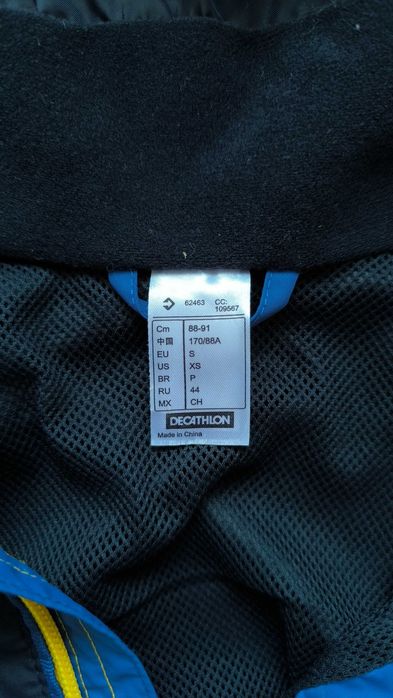 62463 CC:
109567
Cm 88-91
中国 170/88A
EU S
US XS
BR P
RU 44
MX CH
DECATHLON
Made in China